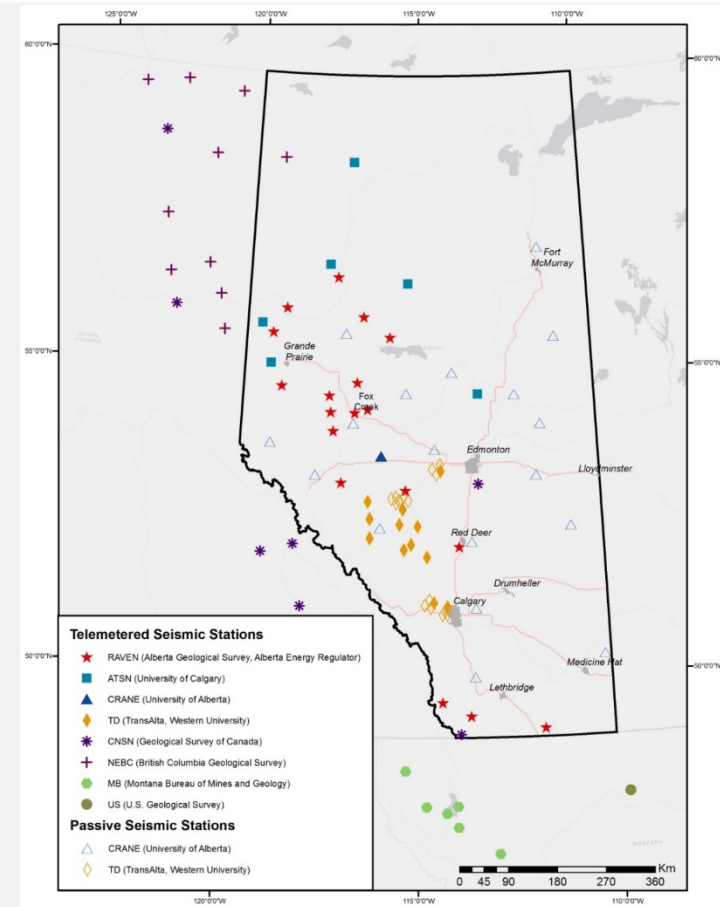 125°0'0"W 120°0'0"W 115°0'0"W 110°0'0"W
60°0'0"N 60°0'0"N
Fort
McMurray
55°0'0"N 55°0'0"N
Grande
Prairie
Fox
Creek
Edmonton
Lloydminster
Red Deer
Drumheller
Calgary
50°0'0"N 50°0'0"N
Medicine Hat
Lethbridge
Telemetered Seismic Stations
RAVEN (Alberta Geological Survey, Alberta Energy Regulator)
ATSN (University of Calgary)
CRANE (University of Alberta)
TD (TransAlta, Western University)
CNSN (Geological Survey of Canada)
NEBC (British Columbia Geological Survey)
MB (Montana Bureau of Mines and Geology)
US (U.S. Geological Survey)
Passive Seismic Stations
CRANE (University of Alberta)
TD (TransAlta, Western University)
MONTANA
Km
0 45 90 180 270 360
120°0'0"W 115°0'0"W 110°0'0"W